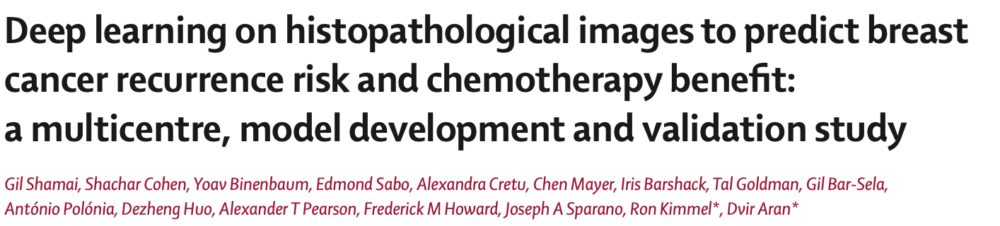 Deep learning on histopathological images to predict breast
cancer recurrence risk and chemotherapy benefit:
a multicentre, model development and validation study
Gil Shamai, Shachar Cohen, Yoav Binenbaum, Edmond Sabo, Alexandra Cretu, Chen Mayer, Iris Barshack, Tal Goldman, Gil Bar-Sela,
António Polónia, Dezheng Huo, Alexander T Pearson, Frederick M Howard, Joseph A Sparano, Ron Kimmel*, Dvir Aran*